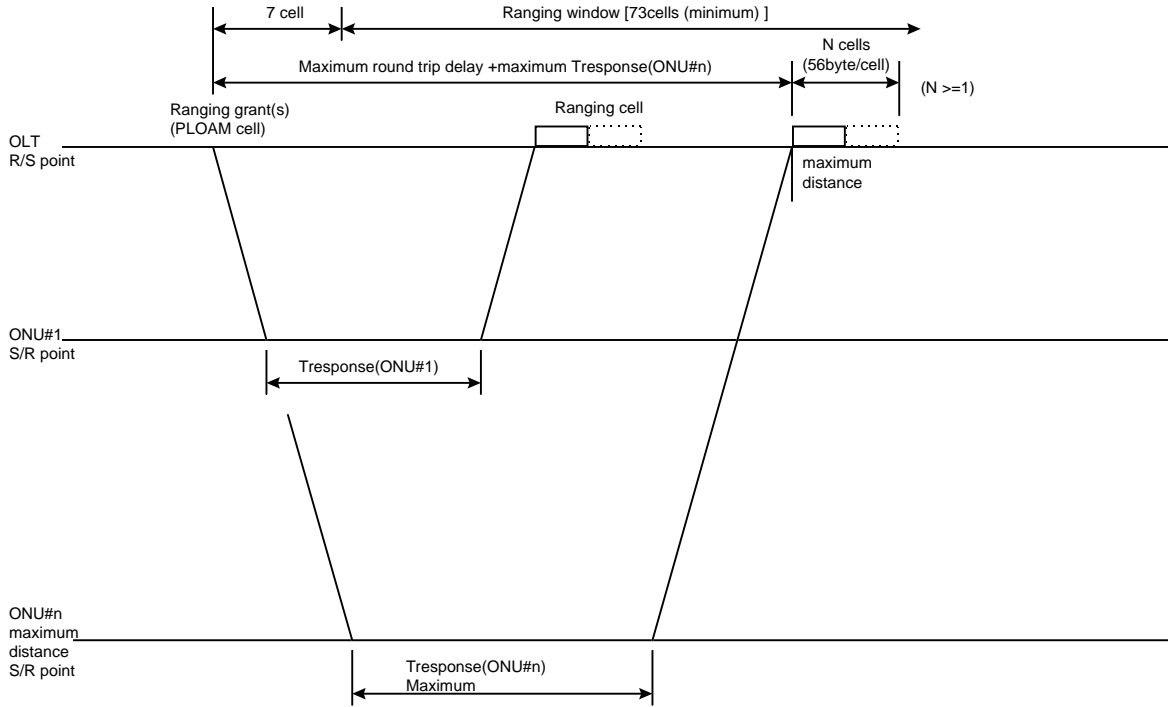 7 cell
Ranging window [73cells (minimum) ]
N cells
(56byte/cell)
Maximum round trip delay +maximum Tresponse(ONU#n)
(N >=1)
Ranging grant(s)
(PLOAM cell)
Ranging cell
OLT
R/S point
maximum
distance
ONU#1
S/R point
Tresponse(ONU#1)
ONU#n
maximum
distance
S/R point
Tresponse(ONU#n)
Maximum